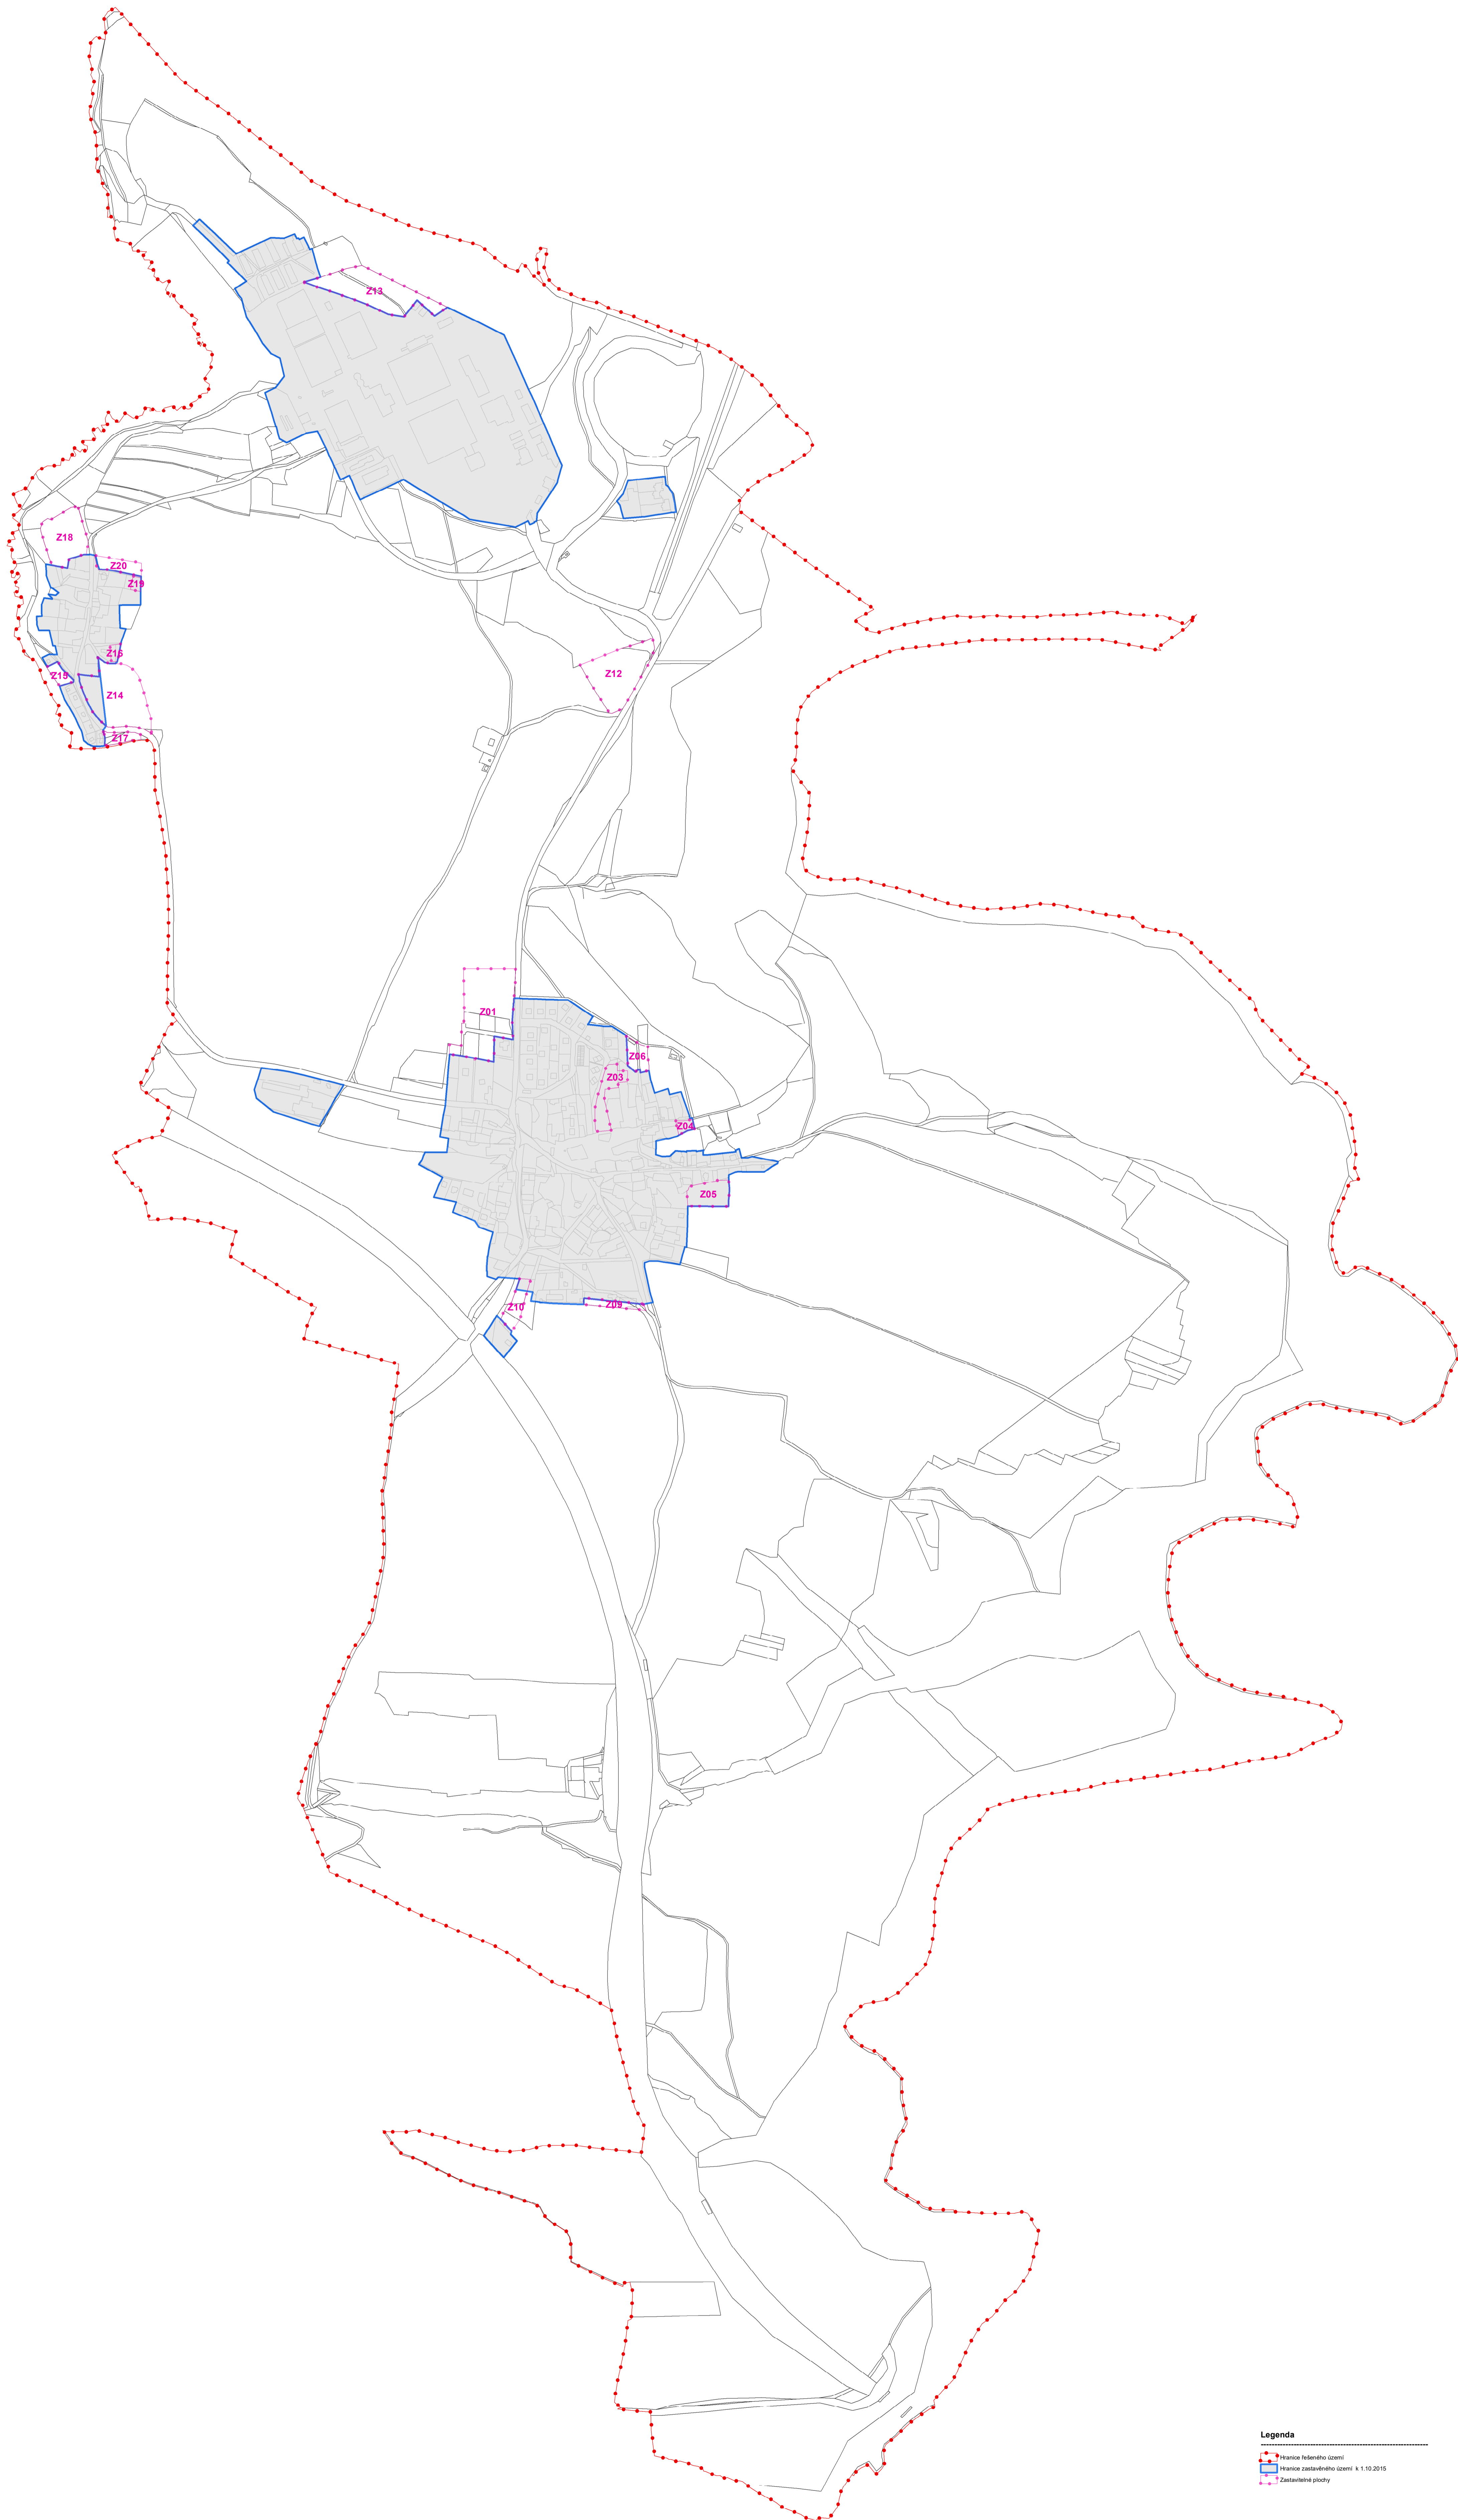 Z13
Z18
Z20
Z19
Z16
Z15
Z14
Z17
Z12
Z01
Z06
Z03
Z04
Z05
Z10
Z09
Legenda
Hranice řešeného území
Hranice zastavěného území k 1.10.2015
Zastavitelné plochy